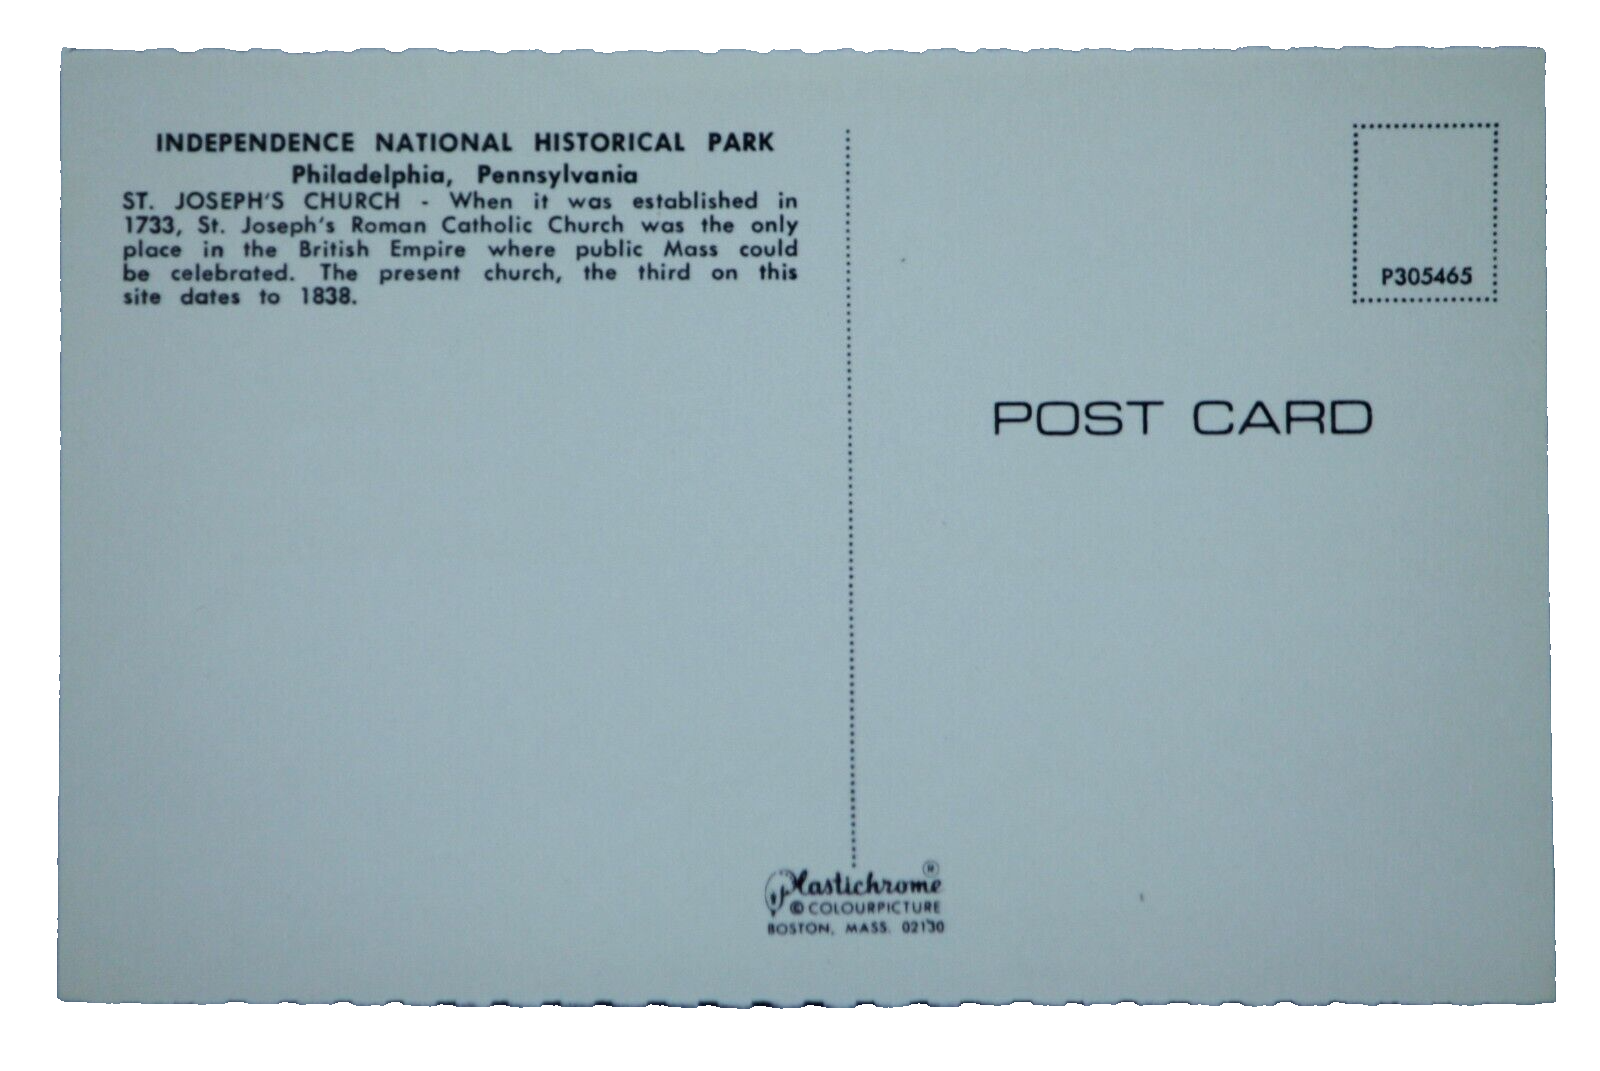 INDEPENDENCE NATIONAL HISTORICAL PARK
Philadelphia, Pennsylvania
ST. JOSEPH'S CHURCH - When it was established in
1733, St. Joseph's Roman Catholic Church was the only
place in the British Empire where public Mass could
be celebrated. The present church, the third on this
site dates to 1838.
P305465
POST CARD
Plastichrome ®
© COLOURPICTURE
BOSTON, MASS. 02130